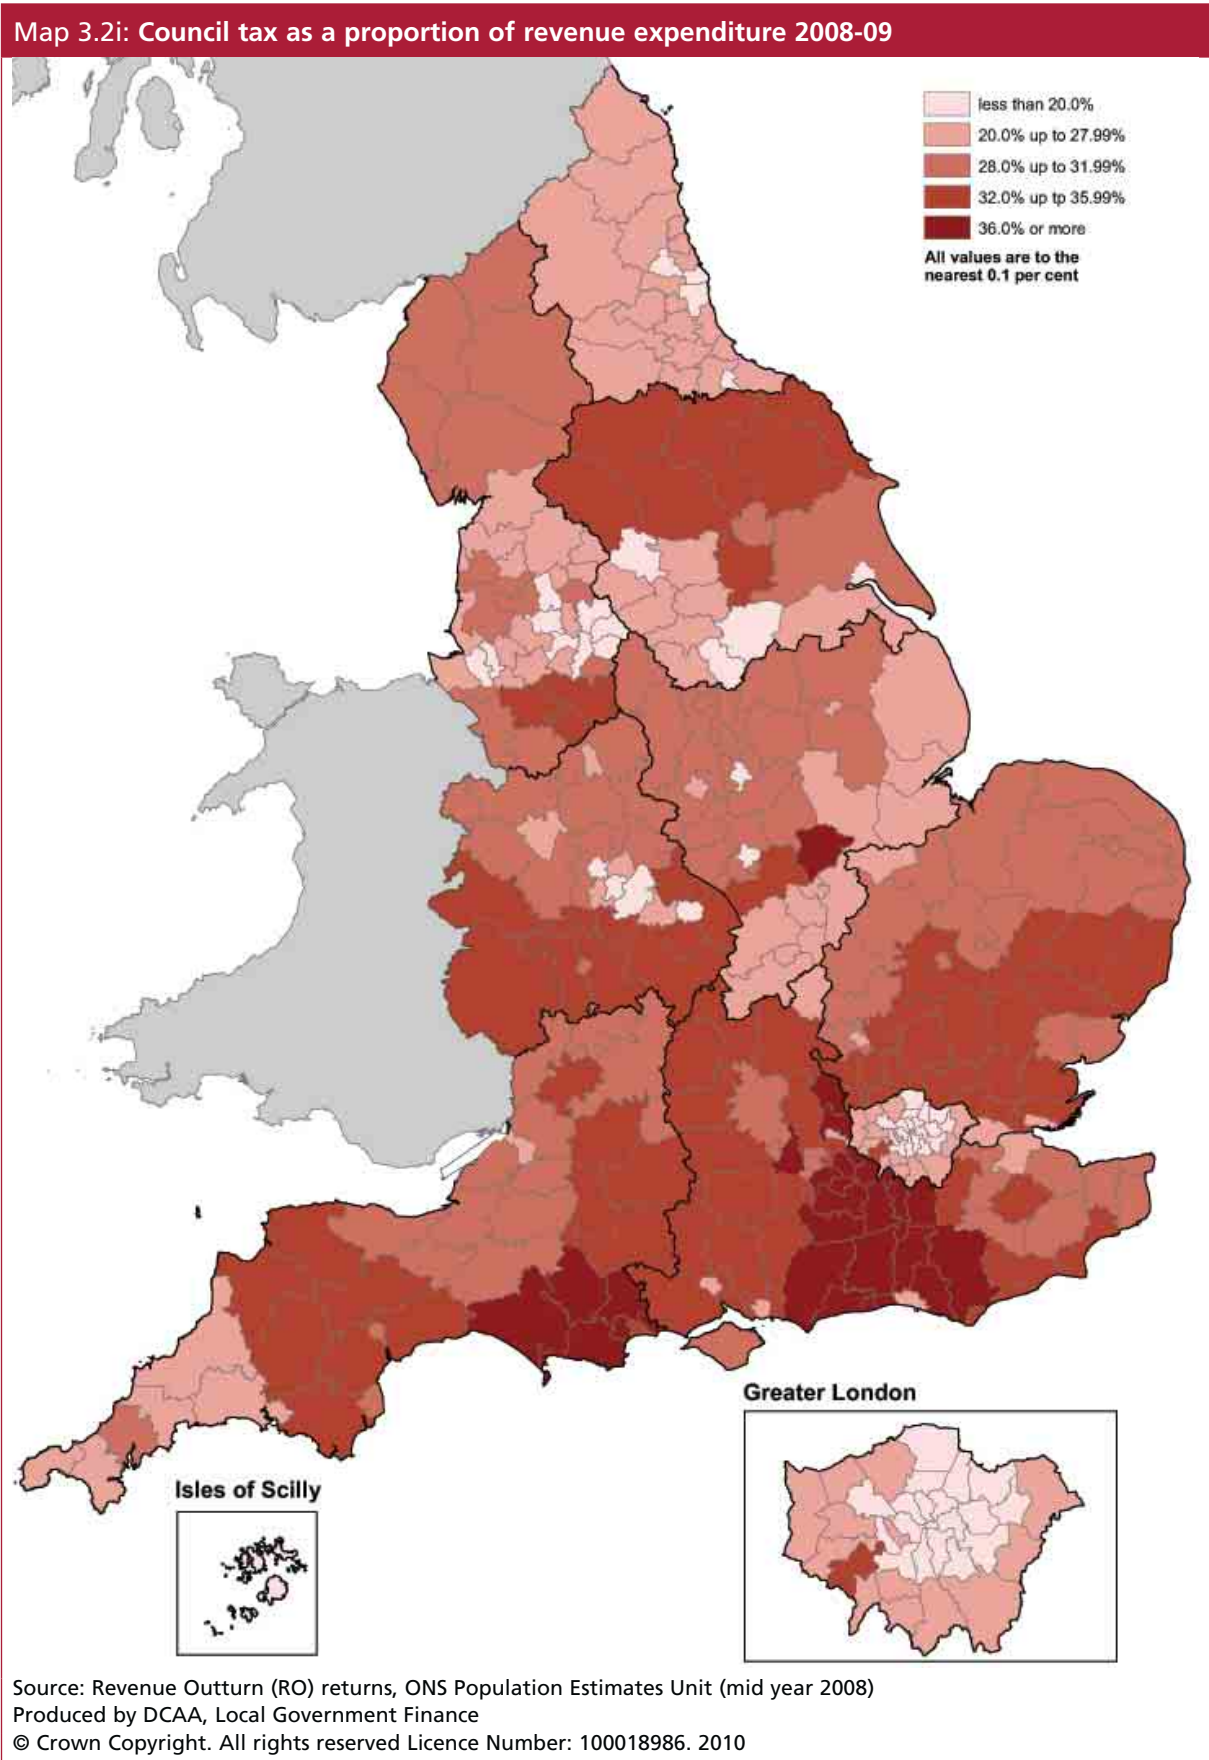 Map 3.2i: Council tax as a proportion of revenue expenditure 2008-09
less than 20.0%
20.0% up to 27.99%
28.0% up to 31.99%
32.0% up tp 35.99%
36.0% or more
All values are to the
nearest 0.1 per cent
Greater London
Isles of Scilly
Source: Revenue Outturn (RO) returns, ONS Population Estimates Unit (mid year 2008)
Produced by DCAA, Local Government Finance
© Crown Copyright. All rights reserved Licence Number: 100018986. 2010